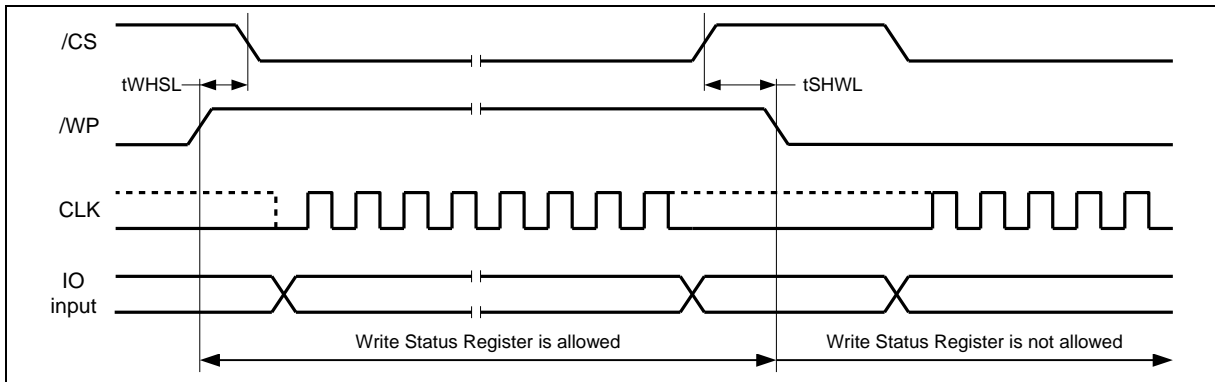 /CS
tWHSL
tSHWL
/WP
CLK
IO
input
Write Status Register is allowed
Write Status Register is not allowed